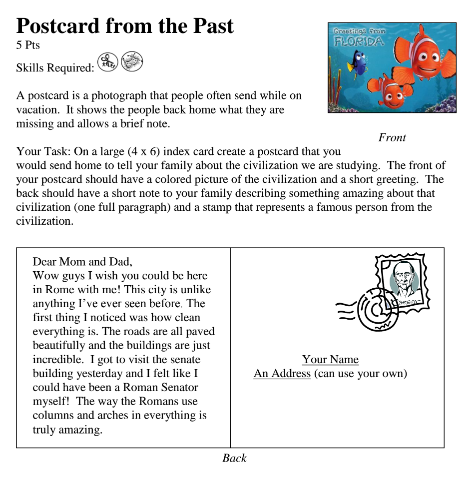 Postcard from the Past
5 Pts
Skills Required:
Greetings from
FLORIDA
A postcard is a photograph that people often send while on
vacation. It shows the people back home what they are
missing and allows a brief note.
Front
Your Task: On a large (4 x 6) index card create a postcard that you
would send home to tell your family about the civilization we are studying. The front of
your postcard should have a colored picture of the civilization and a short greeting. The
back should have a short note to your family describing something amazing about that
civilization (one full paragraph) and a stamp that represents a famous person from the
civilization.
Dear Mom and Dad,
Wow guys I wish you could be here
in Rome with me! This city is unlike
anything I've ever seen before. The
first thing I noticed was how clean
everything is. The roads are all paved
beautifully and the buildings are just
incredible. I got to visit the senate
building yesterday and I felt like I
could have been a Roman Senator
myself! The way the Romans use
columns and arches in everything is
truly amazing.
Your Name
An Address (can use your own)
Back